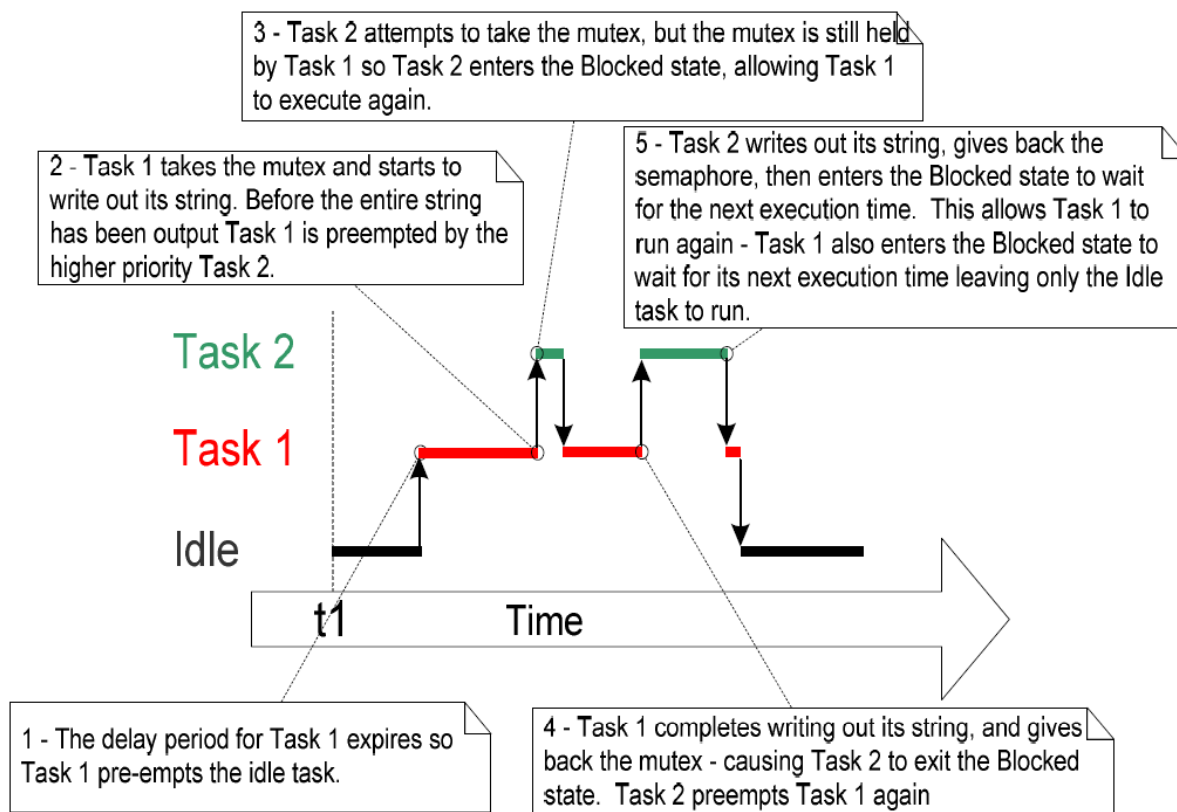 3 - Task 2 attempts to take the mutex, but the mutex is still held
by Task 1 so Task 2 enters the Blocked state, allowing Task 1
to execute again.
2 - Task 1 takes the mutex and starts to
write out its string. Before the entire string
has been output Task 1 is preempted by the
higher priority Task 2.
5 - Task 2 writes out its string, gives back the
semaphore, then enters the Blocked state to wait
for the next execution time.  This allows Task 1 to
run again - Task 1 also enters the Blocked state to
wait for its next execution time leaving only the Idle
task to run.
Task 2
Task 1
Idle
t1
Time
1 - The delay period for Task 1 expires so
Task 1 pre-empts the idle task.
4 - Task 1 completes writing out its string, and gives
back the mutex - causing Task 2 to exit the Blocked
state.  Task 2 preempts Task 1 again